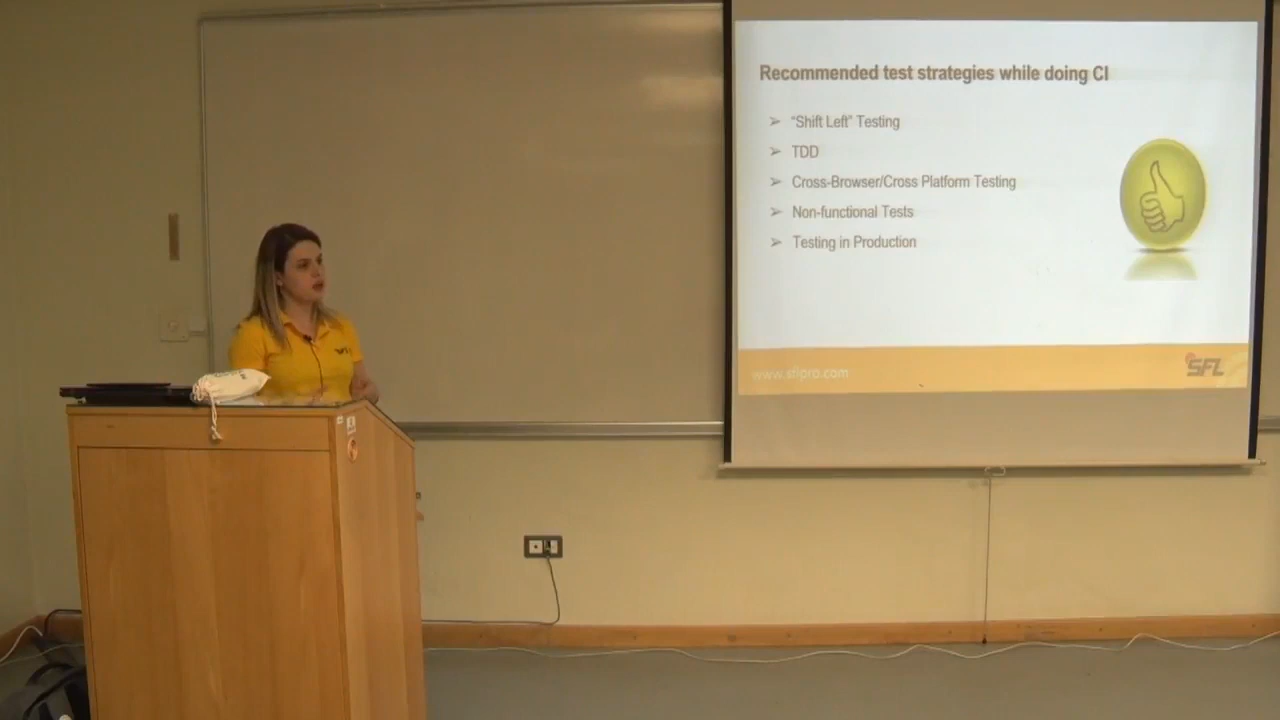 Recommended test strategies while doing CI
➢ "Shift Left" Testing
➢ TDD
➢ Cross-Browser/Cross Platform Testing
➢ Non-functional Tests
➢ Testing in Production
www.sflpro.com
SFL